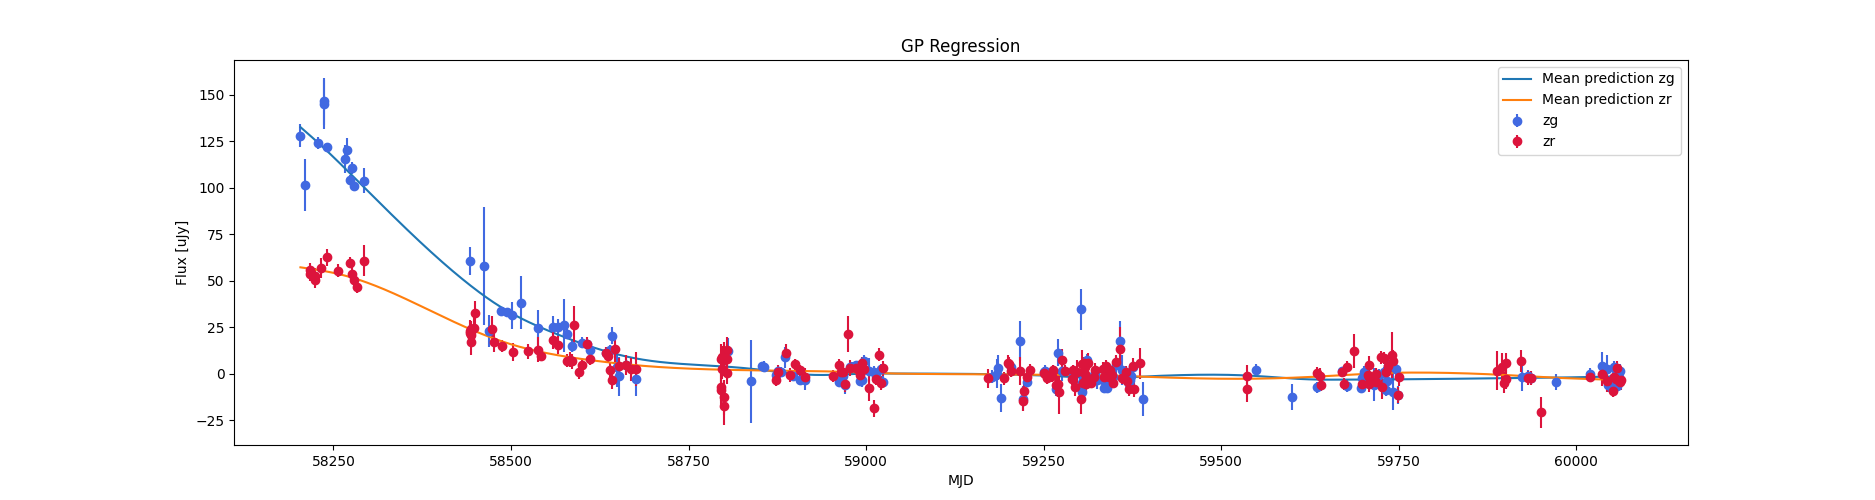 GP Regression
Flux [uJy]
150
125
100
75
50
25
0
−25
Mean prediction zg
Mean prediction zr
zg
zr
58250 58500 58750 59000 59250 59500 59750 60000
MJD